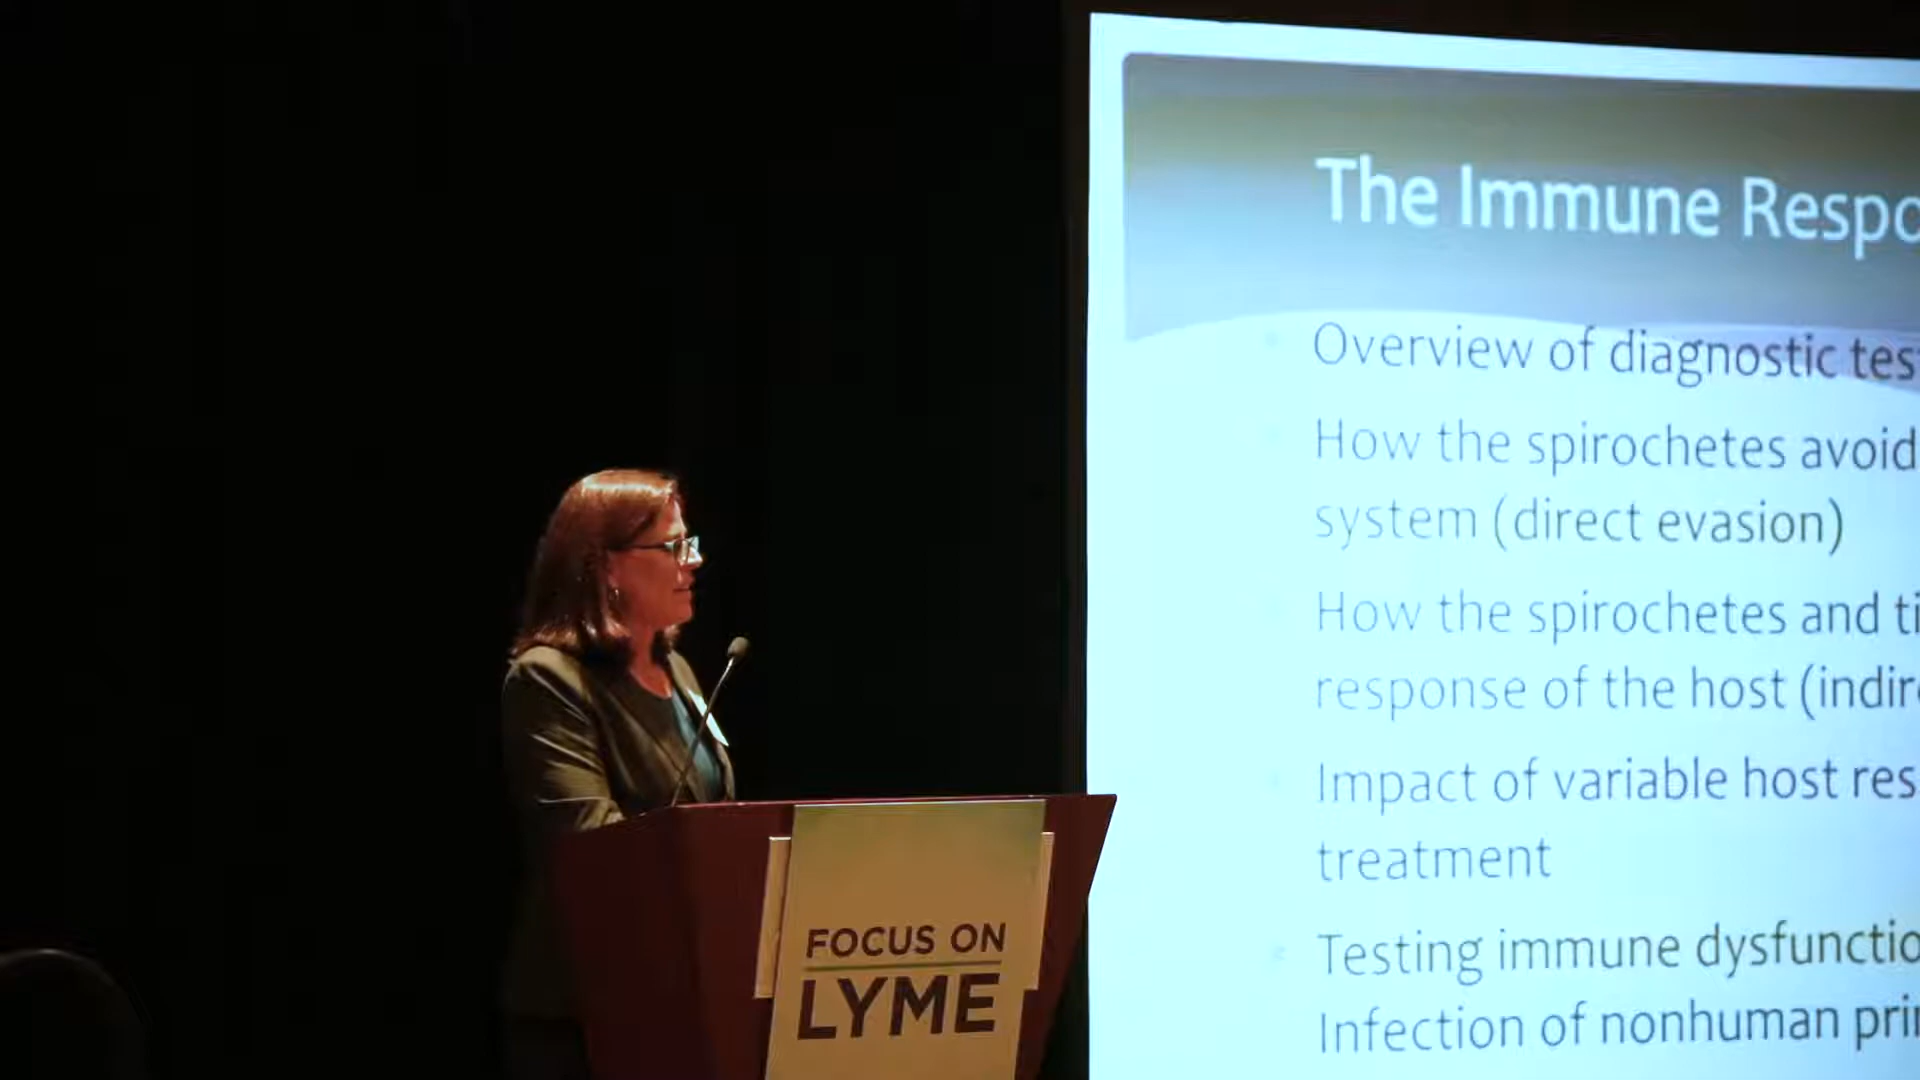 The Immune Respo
Overview of diagnostic tes
How the spirochetes avoid
system (direct evasion)
How the spirochetes and ti
response of the host (indir
Impact of variable host res
treatment
Testing immune dysfunctio
Infection of nonhuman pri
FOCUS ON
LYME